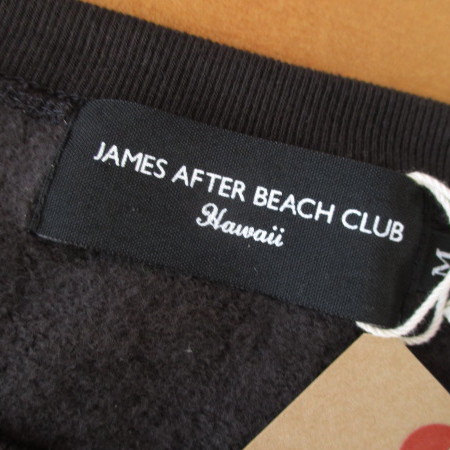 JAMES AFTER BEACH CLUB
Hawaii
M